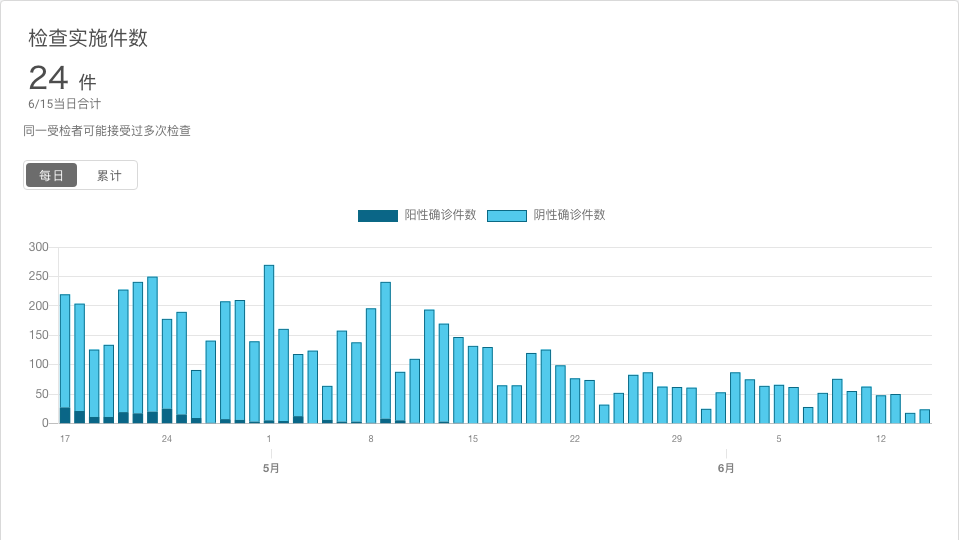 检查实施件数
24 件
6/15当日合计
同一受检者可能接受过多次检查
每日 累计
阳性确诊件数 阴性确诊件数
300
250
200
150
100
50
0
17 24 1 8 15 22 29 5 12
5月 6月